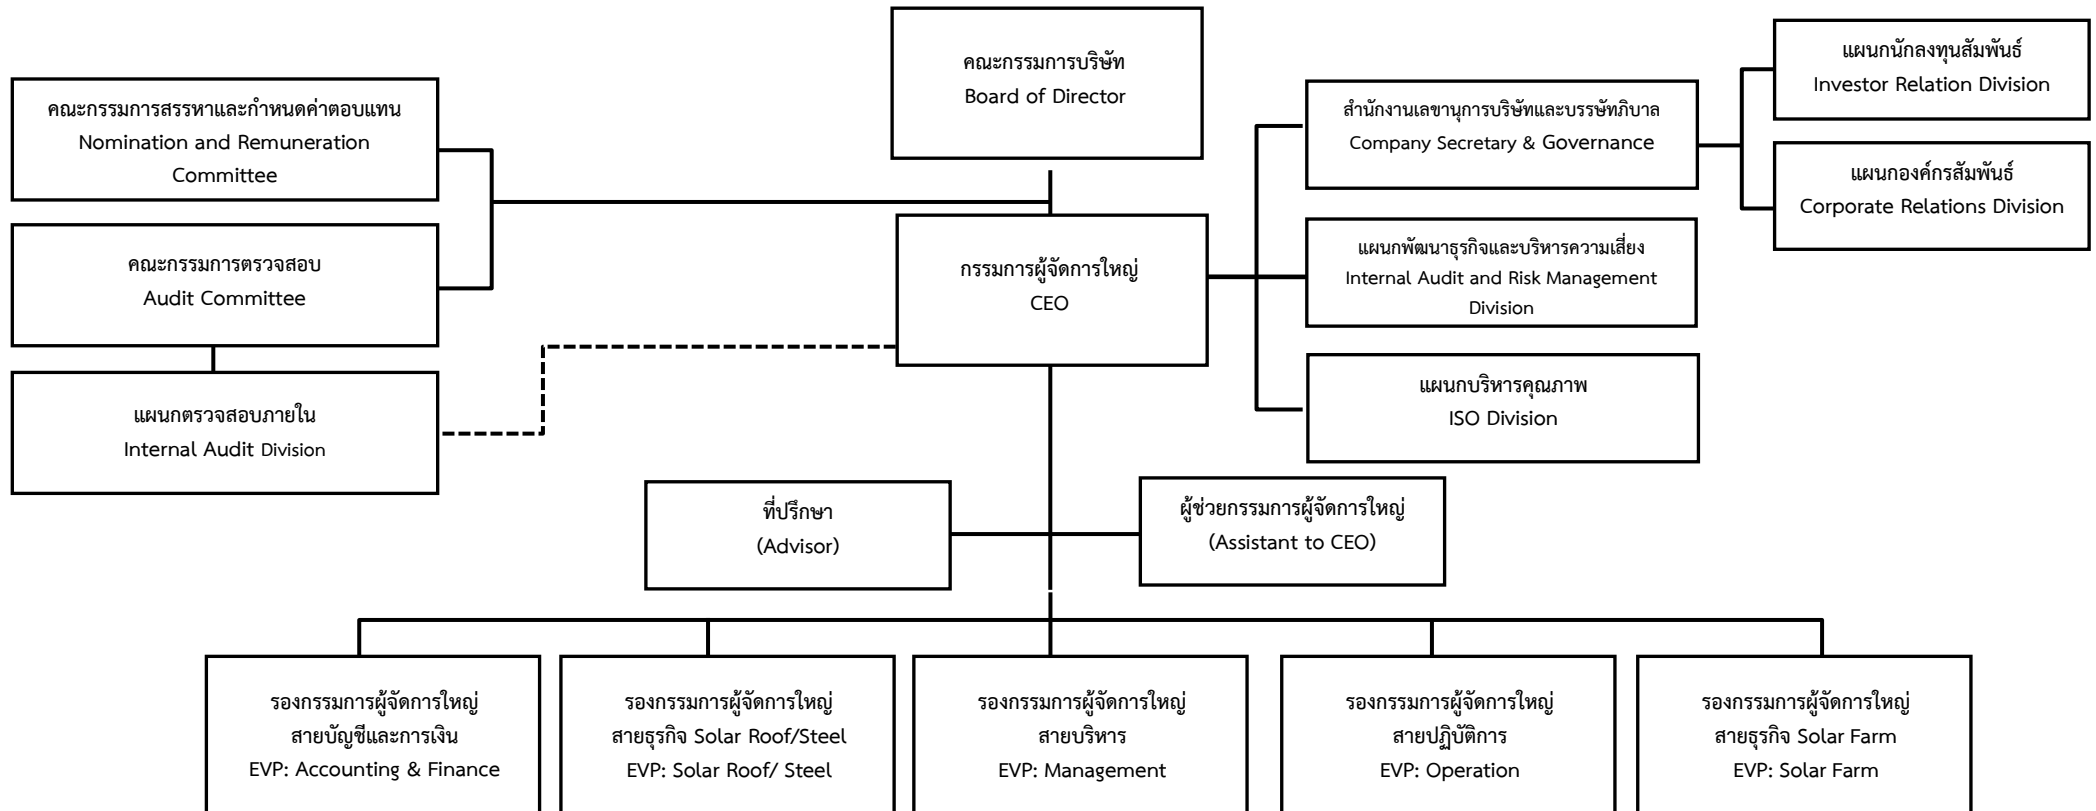 คณะกรรมการบริษัท
Board of Director
คณะกรรมการสรรหาและกำหนดค่าตอบแทน
Nomination and Remuneration
Committee
คณะกรรมการตรวจสอบ
Audit Committee
แผนกตรวจสอบภายใน
Internal Audit Division
กรรมการผู้จัดการใหญ่
CEO
สำนักงานเลขานุการบริษัทและบรรษัทภิบาล
Company Secretary & Governance
แผนกนักลงทุนสัมพันธ์
Investor Relation Division
แผนกองค์กรสัมพันธ์
Corporate Relations Division
แผนกพัฒนาธุรกิจและบริหารความเสี่ยง
Internal Audit and Risk Management
Division
แผนกบริหารคุณภาพ
ISO Division
ที่ปรึกษา
(Advisor)
ผู้ช่วยกรรมการผู้จัดการใหญ่
(Assistant to CEO)
รองกรรมการผู้จัดการใหญ่
สายบัญชีและการเงิน
EVP: Accounting & Finance
รองกรรมการผู้จัดการใหญ่
สายธุรกิจ Solar Roof/Steel
EVP: Solar Roof/ Steel
รองกรรมการผู้จัดการใหญ่
สายบริหาร
EVP: Management
รองกรรมการผู้จัดการใหญ่
สายปฏิบัติการ
EVP: Operation
รองกรรมการผู้จัดการใหญ่
สายธุรกิจ Solar Farm
EVP: Solar Farm